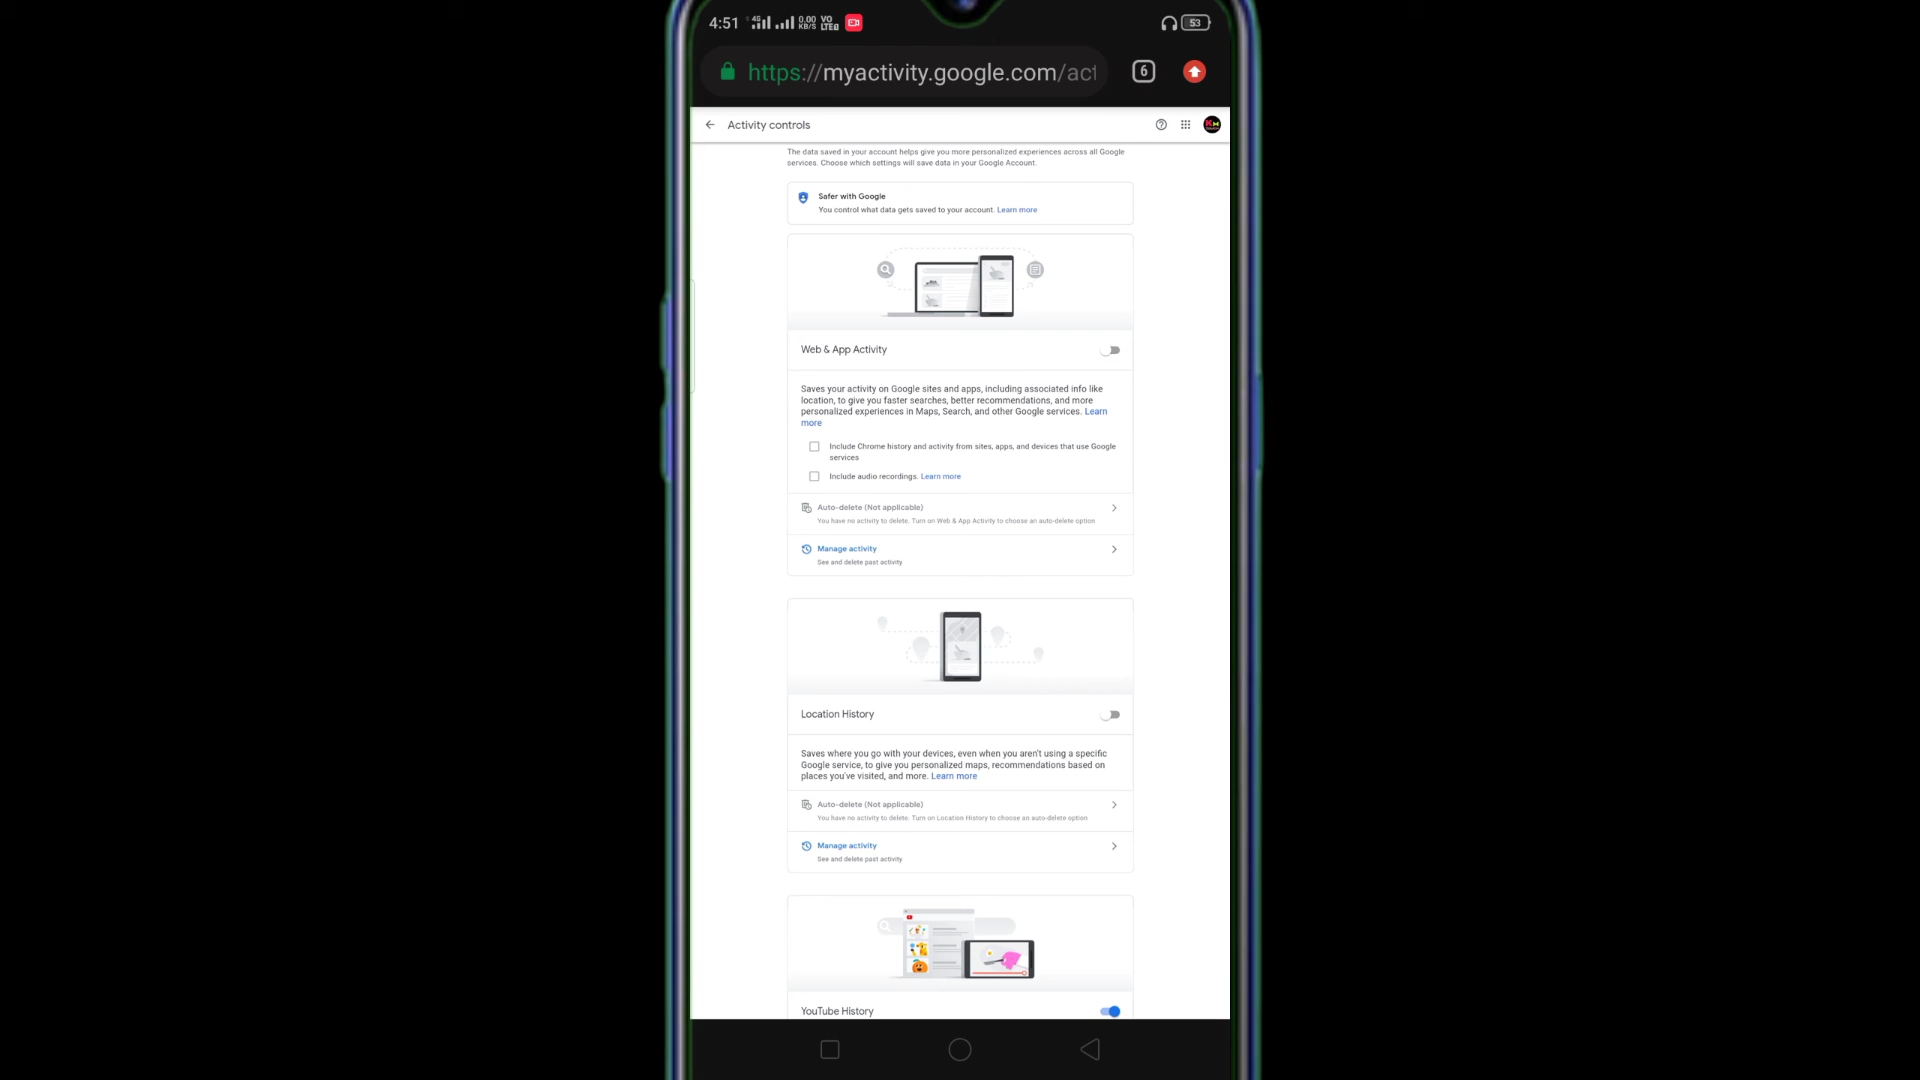 4:51 4G 0.00 KB/S VO LTE 53
https://myactivity.google.com/act 6
Activity controls
The data saved in your account helps give you more personalized experiences across all Google
services. Choose which settings will save data in your Google Account.
Safer with Google
You control what data gets saved to your account. Learn more
Web & App Activity
Saves your activity on Google sites and apps, including associated info like
location, to give you faster searches, better recommendations, and more
personalized experiences in Maps, Search, and other Google services. Learn
more
Include Chrome history and activity from sites, apps, and devices that use Google
services
Include audio recordings. Learn more
Auto-delete (Not applicable)
You have no activity to delete. Turn on Web & App Activity to choose an auto-delete option
Manage activity
See and delete past activity
Location History
Saves where you go with your devices, even when you aren't using a specific
Google service, to give you personalized maps, recommendations based on
places you've visited, and more. Learn more
Auto-delete (Not applicable)
You have no activity to delete. Turn on Location History to choose an auto-delete option
Manage activity
See and delete past activity
YouTube History